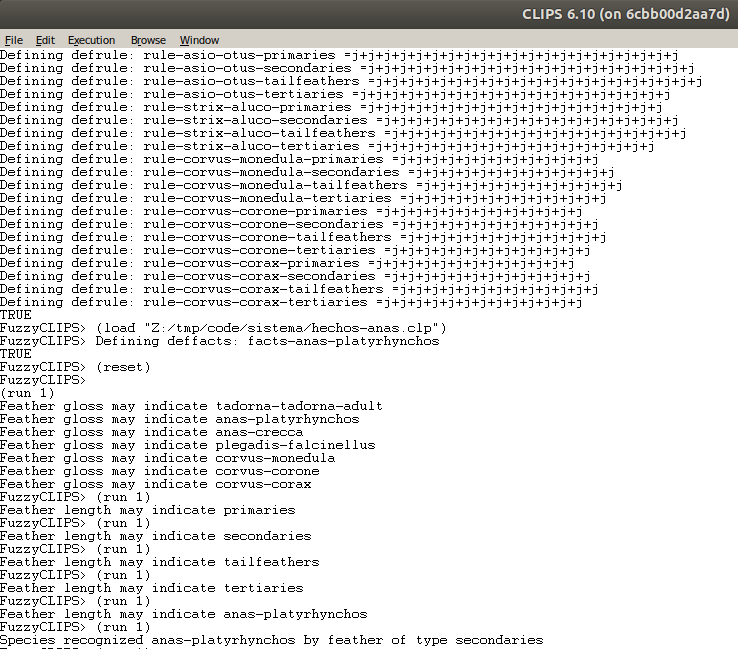 CLIPS 6.10 (on 6cbb00d2aa7d)
File Edit Execution Browse Window
Defining defrule: rule-asio-otus-primaries =j+j+j+j+j+j+j+j+j+j+j+j+j+j+j+j+j+j+j+j+j
Defining defrule: rule-asio-otus-secondaries =j+j+j+j+j+j+j+j+j+j+j+j+j+j+j+j+j+j+j+j+j
Defining defrule: rule-asio-otus-tailfeathers =j+j+j+j+j+j+j+j+j+j+j+j+j+j+j+j+j+j+j+j+j
Defining defrule: rule-asio-otus-tertiaries =j+j+j+j+j+j+j+j+j+j+j+j+j+j+j+j+j+j+j+j
Defining defrule: rule-strix-aluco-primaries =j+j+j+j+j+j+j+j+j+j+j+j+j+j+j+j+j+j+j
Defining defrule: rule-strix-aluco-secondaries =j+j+j+j+j+j+j+j+j+j+j+j+j+j+j+j+j+j+j
Defining defrule: rule-strix-aluco-tailfeathers =j+j+j+j+j+j+j+j+j+j+j+j+j+j+j+j+j+j+j
Defining defrule: rule-strix-aluco-tertiaries =j+j+j+j+j+j+j+j+j+j+j+j+j+j+j+j+j+j
Defining defrule: rule-corvus-monedula-primaries =j+j+j+j+j+j+j+j+j+j+j+j+j
Defining defrule: rule-corvus-monedula-secondaries =j+j+j+j+j+j+j+j+j+j+j+j+j
Defining defrule: rule-corvus-monedula-tailfeathers =j+j+j+j+j+j+j+j+j+j+j+j+j
Defining defrule: rule-corvus-monedula-tertiaries =j+j+j+j+j+j+j+j+j+j+j+j+j
Defining defrule: rule-corvus-corone-primaries =j+j+j+j+j+j+j+j+j+j+j+j+j
Defining defrule: rule-corvus-corone-secondaries =j+j+j+j+j+j+j+j+j+j+j+j+j
Defining defrule: rule-corvus-corone-tailfeathers =j+j+j+j+j+j+j+j+j+j+j+j+j
Defining defrule: rule-corvus-corone-tertiaries =j+j+j+j+j+j+j+j+j+j+j+j+j
Defining defrule: rule-corvus-corax-primaries =j+j+j+j+j+j+j+j+j+j+j+j+j
Defining defrule: rule-corvus-corax-secondaries =j+j+j+j+j+j+j+j+j+j+j+j+j
Defining defrule: rule-corvus-corax-tailfeathers =j+j+j+j+j+j+j+j+j+j+j+j+j
Defining defrule: rule-corvus-corax-tertiaries =j+j+j+j+j+j+j+j+j+j+j+j+j
TRUE
FuzzyCLIPS> (load "Z:/tmp/code/sistema/hechos-anas.clp")
FuzzyCLIPS> Defining deffacts: facts-anas-platyrhynchos
TRUE
FuzzyCLIPS> (reset)
FuzzyCLIPS>
(run 1)
Feather gloss may indicate tadorna-tadorna-adult
Feather gloss may indicate anas-platyrhynchos
Feather gloss may indicate anas-crecca
Feather gloss may indicate plegadis-falcinellus
Feather gloss may indicate corvus-monedula
Feather gloss may indicate corvus-corone
Feather gloss may indicate corvus-corax
FuzzyCLIPS> (run 1)
Feather length may indicate primaries
FuzzyCLIPS> (run 1)
Feather length may indicate secondaries
FuzzyCLIPS> (run 1)
Feather length may indicate tailfeathers
FuzzyCLIPS> (run 1)
Feather length may indicate tertiaries
FuzzyCLIPS> (run 1)
Feather length may indicate anas-platyrhynchos
FuzzyCLIPS> (run 1)
Species recognized anas-platyrhynchos by feather of type secondaries